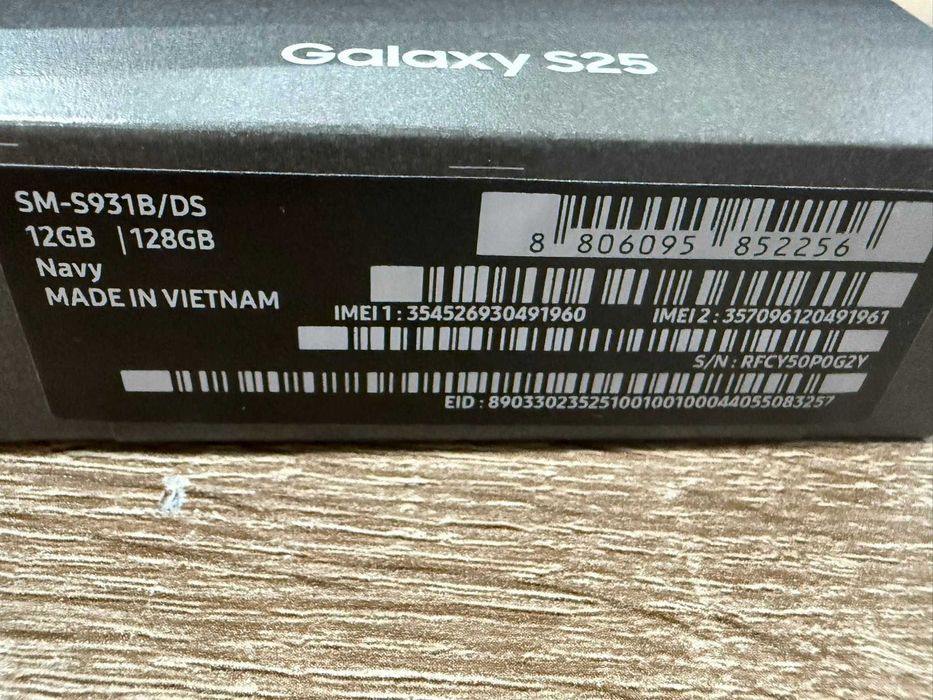 Galaxy S25
SM-S931B/DS
12GB | 128GB
Navy
MADE IN VIETNAM
8 806095 852256
IMEI 1 : 354526930491960
IMEI 2 : 357096120491961
S/N : RFCY50P0G2Y
EID : 89033023525100100100044055083257